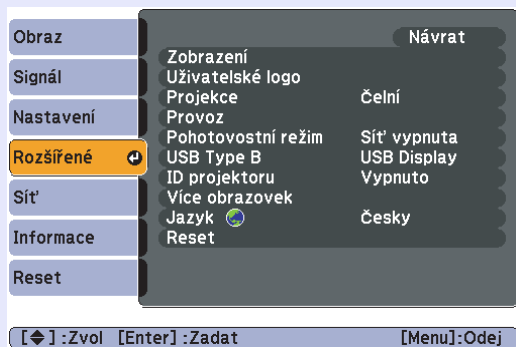 Obraz
Signál
Nastavení
Rozšířené
Síť
Informace
Reset
Návrat
Zobrazení
Uživatelské logo
Projekce Čelní
Provoz
Pohotovostní režim Síť vypnuta
USB Type B USB Display
ID projektoru Vypnuto
Více obrazovek
Jazyk Česky
Reset
[◆] :Zvol [Enter] :Zadat [Menu]:Odej